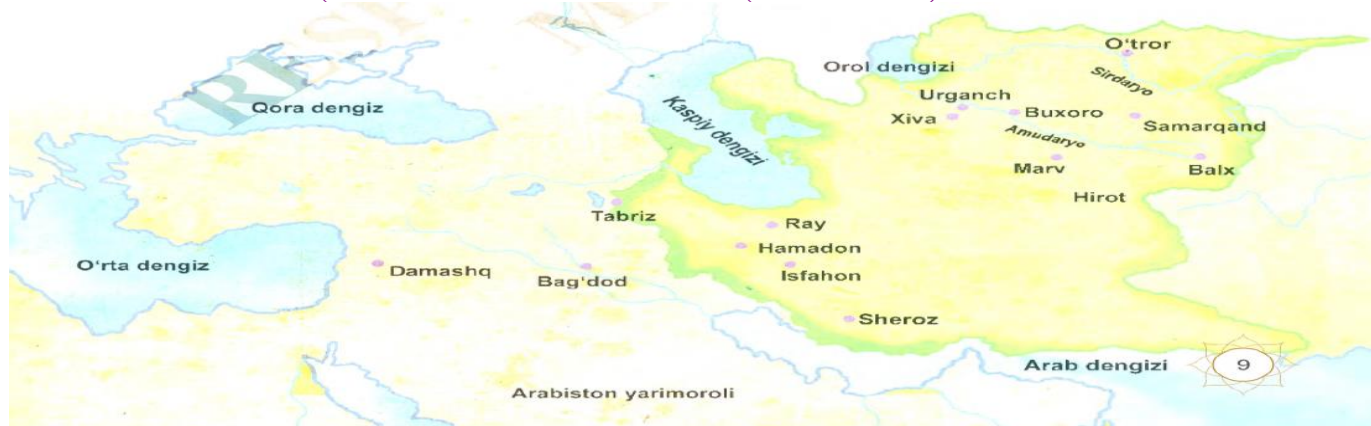 O‘tror
Orol dengizi
Sirdaryo
Qora dengiz
Kaspiy dengizi
Urganch
Xiva
Buxoro
Samarqand
Amudaryo
Marv
Balx
Hirot
Tabriz
Ray
Hamadon
O‘rta dengiz
Damashq
Bag‘dod
Isfahon
Sheroz
Arab dengizi
9
Arabiston yarimoroli